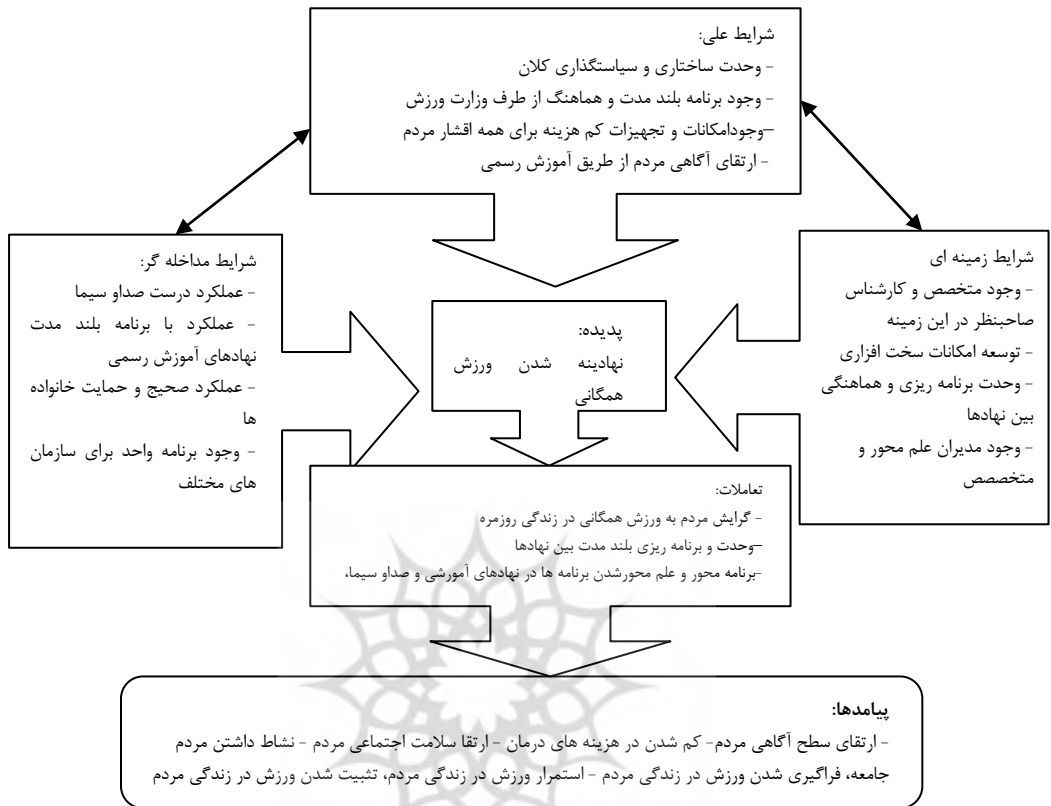 شرایط علی:
- وحدت ساختاری و سیاستگذاری کلان
- وجود برنامه بلند مدت و هماهنگ از طرف وزارت ورزش
–وجودامکانات و تجهیزات کم هزینه برای همه اقشار مردم
- ارتقای آگاهی مردم از طریق آموزش رسمی
شرایط زمینه ای
- وجود متخصص و کارشناس
صاحبنظر در این زمینه
- توسعه امکانات سخت افزاری
- وحدت برنامه ریزی و هماهنگی
بین نهادها
- وجود مدیران علم محور و
متخصصص
پدیده:
نهادینه شدن ورزش
همگانی
شرایط مداخله گر:
- عملکرد درست صداو سیما
- عملکرد با برنامه بلند مدت
نهادهای آموزش رسمی
- عملکرد صحیج و حمایت خانواده
ها
- وجود برنامه واحد برای سازمان
های مختلف
تعاملات:
- گرایش مردم به ورزش همگانی در زندگی روزمره
–وحدت و برنامه ریزی بلند مدت بین نهادها
-برنامه محور و علم محورشدن برنامه ها در نهادهای آمورشی و صداو سیما،
پیامدها:
- ارتقای سطح آگاهی مردم- کم شدن در هزینه های درمان - ارتقا سلامت اجتماعی مردم - نشاط داشتن مردم
جامعه، فراگیری شدن ورزش در زندگی مردم - استمرار ورزش در زندگی مردم، تثبیت شدن ورزش در زندگی مردم